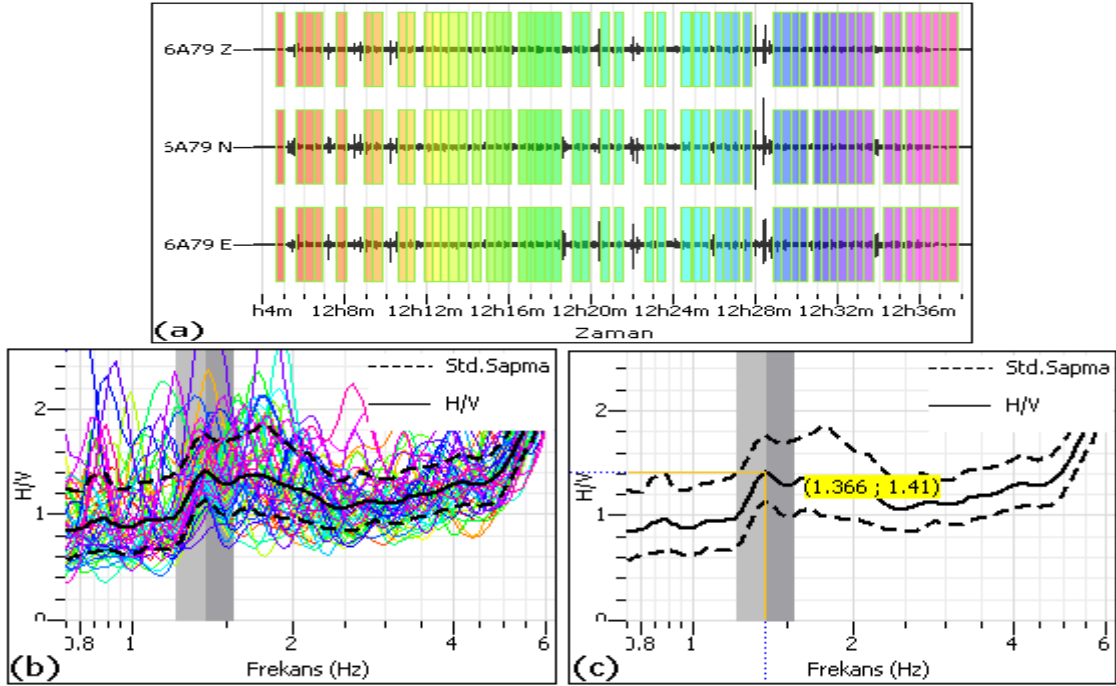 6A79 Z
6A79 N
6A79 E
h4m 12h8m 12h12m 12h16m 12h20m 12h24m 12h28m 12h32m 12h36m
Zaman
(a)
Std.Sapma
H/V
2
1
0
H/V
0.8 1 2 4 6
Frekans (Hz)
(b)
Std.Sapma
H/V
(1.366 ; 1.41)
2
1
0
H/V
0.8 1 2 4 6
Frekans (Hz)
(c)